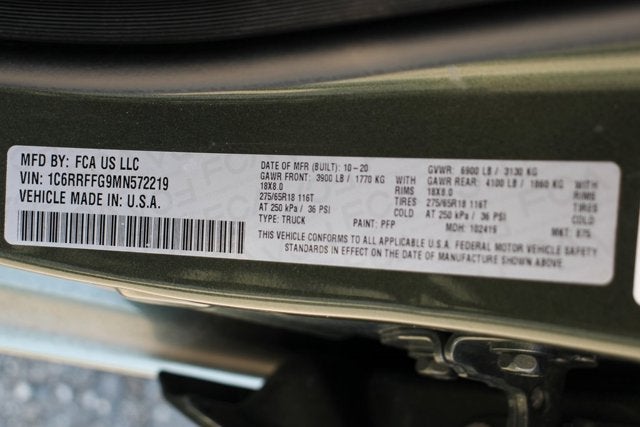 MFD BY: FCA US LLC
VIN: 1C6RRFFG9MN572219
VEHICLE MADE IN: U.S.A.
DATE OF MFR (BUILT): 10-20
GAWR FRONT: 3900 LB / 1770 KG WITH
18X8.0 RIMS
275/65R18 116T TIRES
AT 250 kPa / 36 PSI COLD
TYPE: TRUCK PAINT: PFP
GVWR: 6900 LB / 3130 KG
GAWR REAR: 4100 LB / 1860 KG WITH
18X8.0 RIMS
275/65R18 116T TIRES
AT 250 kPa / 36 PSI COLD
MDH: 102419 MKT: 875
THIS VEHICLE CONFORMS TO ALL APPLICABLE U.S.A. FEDERAL MOTOR VEHICLE SAFETY
STANDARDS IN EFFECT ON THE DATE OF MANUFACTURE SHOWN ABOVE.